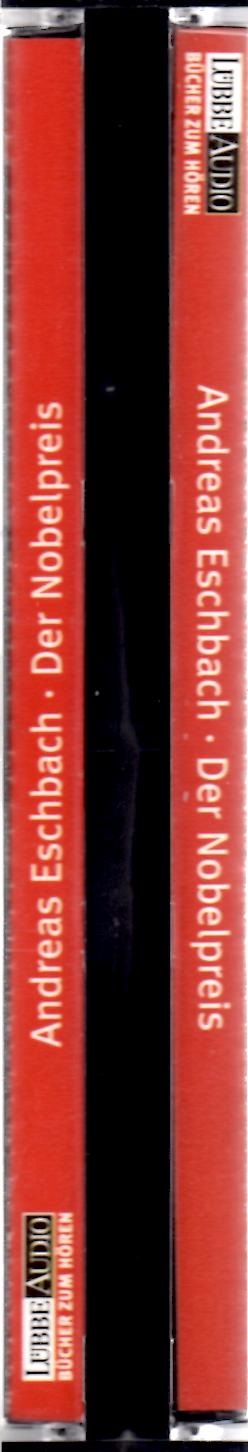 Andreas Eschbach · Der Nobelpreis
LÜBBE AUDIO
BÜCHER ZUM HÖREN
LÜBBE AUDIO
BÜCHER ZUM HÖREN
Andreas Eschbach · Der Nobelpreis